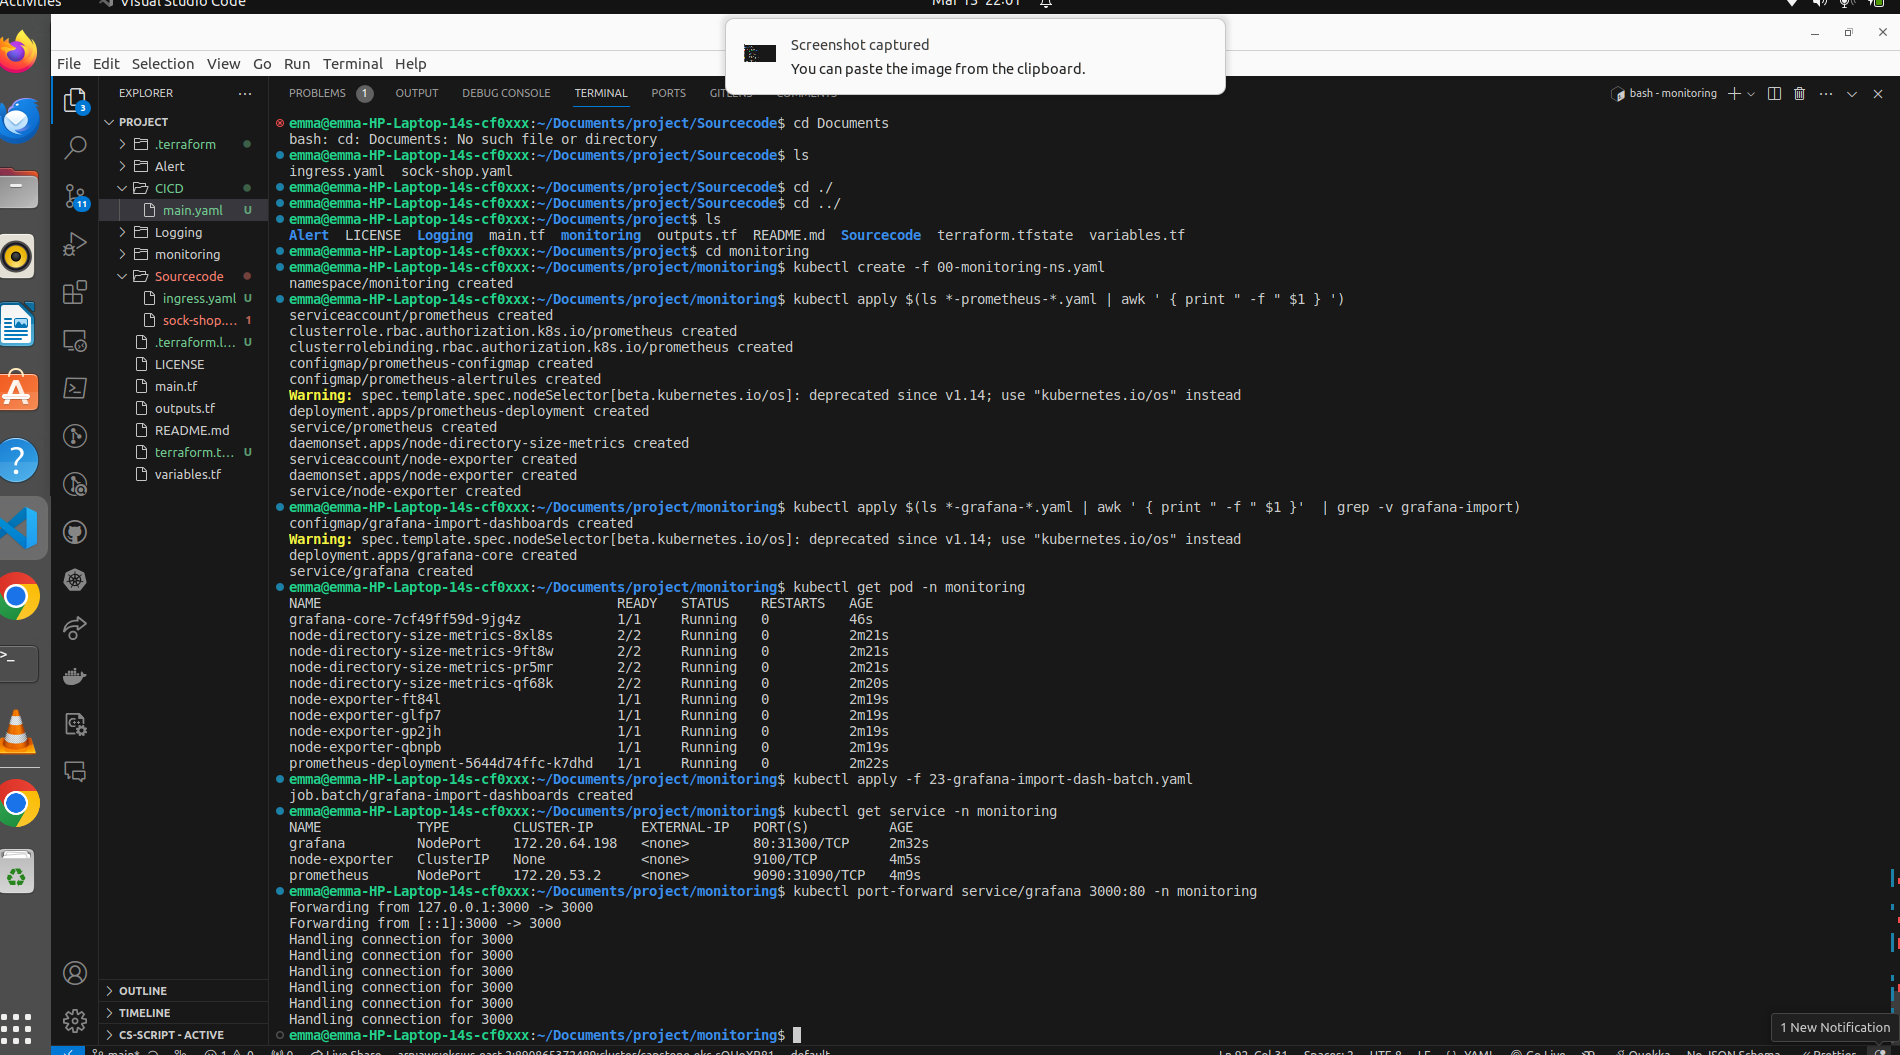 Activities
Visual Studio Code
Mar 13 22:01
Screenshot captured
You can paste the image from the clipboard.
File Edit Selection View Go Run Terminal Help
EXPLORER
PROBLEMS 1 OUTPUT DEBUG CONSOLE TERMINAL PORTS
bash - monitoring
PROJECT
.terraform
Alert
CICD
main.yaml U
Logging
monitoring
Sourcecode
ingress.yaml U
sock-shop.... 1
.terraform.l... U
LICENSE
main.tf
outputs.tf
README.md
terraform.t... U
variables.tf
3
11
OUTLINE
TIMELINE
CS-SCRIPT - ACTIVE
emma@emma-HP-Laptop-14s-cf0xxx:~/Documents/project/Sourcecode$ cd Documents
bash: cd: Documents: No such file or directory
emma@emma-HP-Laptop-14s-cf0xxx:~/Documents/project/Sourcecode$ ls
ingress.yaml  sock-shop.yaml
emma@emma-HP-Laptop-14s-cf0xxx:~/Documents/project/Sourcecode$ cd ./
emma@emma-HP-Laptop-14s-cf0xxx:~/Documents/project/Sourcecode$ cd ../
emma@emma-HP-Laptop-14s-cf0xxx:~/Documents/project$ ls
Alert  LICENSE  Logging  main.tf  monitoring  outputs.tf  README.md  Sourcecode  terraform.tfstate  variables.tf
emma@emma-HP-Laptop-14s-cf0xxx:~/Documents/project$ cd monitoring
emma@emma-HP-Laptop-14s-cf0xxx:~/Documents/project/monitoring$ kubectl create -f 00-monitoring-ns.yaml
namespace/monitoring created
emma@emma-HP-Laptop-14s-cf0xxx:~/Documents/project/monitoring$ kubectl apply $(ls *-prometheus-*.yaml | awk ' { print " -f " $1 } ')
serviceaccount/prometheus created
clusterrole.rbac.authorization.k8s.io/prometheus created
clusterrolebinding.rbac.authorization.k8s.io/prometheus created
configmap/prometheus-configmap created
configmap/prometheus-alertrules created
Warning: spec.template.spec.nodeSelector[beta.kubernetes.io/os]: deprecated since v1.14; use "kubernetes.io/os" instead
deployment.apps/prometheus-deployment created
service/prometheus created
daemonset.apps/node-directory-size-metrics created
serviceaccount/node-exporter created
daemonset.apps/node-exporter created
service/node-exporter created
emma@emma-HP-Laptop-14s-cf0xxx:~/Documents/project/monitoring$ kubectl apply $(ls *-grafana-*.yaml | awk ' { print " -f " $1 }'  | grep -v grafana-import)
configmap/grafana-import-dashboards created
Warning: spec.template.spec.nodeSelector[beta.kubernetes.io/os]: deprecated since v1.14; use "kubernetes.io/os" instead
deployment.apps/grafana-core created
service/grafana created
emma@emma-HP-Laptop-14s-cf0xxx:~/Documents/project/monitoring$ kubectl get pod -n monitoring
NAME READY STATUS RESTARTS AGE
grafana-core-7cf49ff59d-9jg4z 1/1 Running 0 46s
node-directory-size-metrics-8xl8s 2/2 Running 0 2m21s
node-directory-size-metrics-9ft8w 2/2 Running 0 2m21s
node-directory-size-metrics-pr5mr 2/2 Running 0 2m21s
node-directory-size-metrics-qf68k 2/2 Running 0 2m20s
node-exporter-ft84l 1/1 Running 0 2m19s
node-exporter-glfp7 1/1 Running 0 2m19s
node-exporter-gp2jh 1/1 Running 0 2m19s
node-exporter-qbnpb 1/1 Running 0 2m19s
prometheus-deployment-5644d74ffc-k7dhd 1/1 Running 0 2m22s
emma@emma-HP-Laptop-14s-cf0xxx:~/Documents/project/monitoring$ kubectl apply -f 23-grafana-import-dash-batch.yaml
job.batch/grafana-import-dashboards created
emma@emma-HP-Laptop-14s-cf0xxx:~/Documents/project/monitoring$ kubectl get service -n monitoring
NAME TYPE CLUSTER-IP EXTERNAL-IP PORT(S) AGE
grafana NodePort 172.20.64.198 <none> 80:31300/TCP 2m32s
node-exporter ClusterIP None <none> 9100/TCP 4m5s
prometheus NodePort 172.20.53.2 <none> 9090:31090/TCP 4m9s
emma@emma-HP-Laptop-14s-cf0xxx:~/Documents/project/monitoring$ kubectl port-forward service/grafana 3000:80 -n monitoring
Forwarding from 127.0.0.1:3000 -> 3000
Forwarding from [::1]:3000 -> 3000
Handling connection for 3000
Handling connection for 3000
Handling connection for 3000
Handling connection for 3000
Handling connection for 3000
Handling connection for 3000
emma@emma-HP-Laptop-14s-cf0xxx:~/Documents/project/monitoring$
1 New Notification